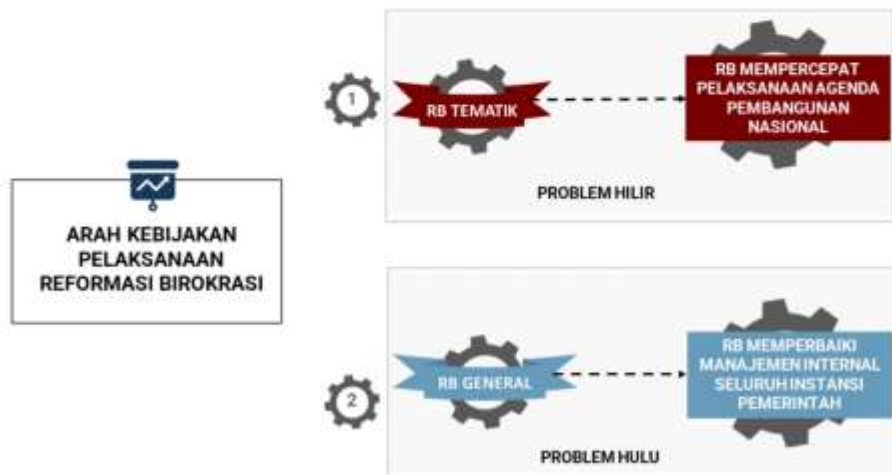 ARAH KEBIJAKAN
PELAKSANAAN
REFORMASI BIROKRASI
1
RB TEMATIK
RB MEMPERCEPAT
PELAKSANAAN AGENDA
PEMBANGUNAN
NASIONAL
PROBLEM HILIR
2
RB GENERAL
RB MEMPERBAIKI
MANAJEMEN INTERNAL
SELURUH INSTANSI
PEMERINTAH
PROBLEM HULU